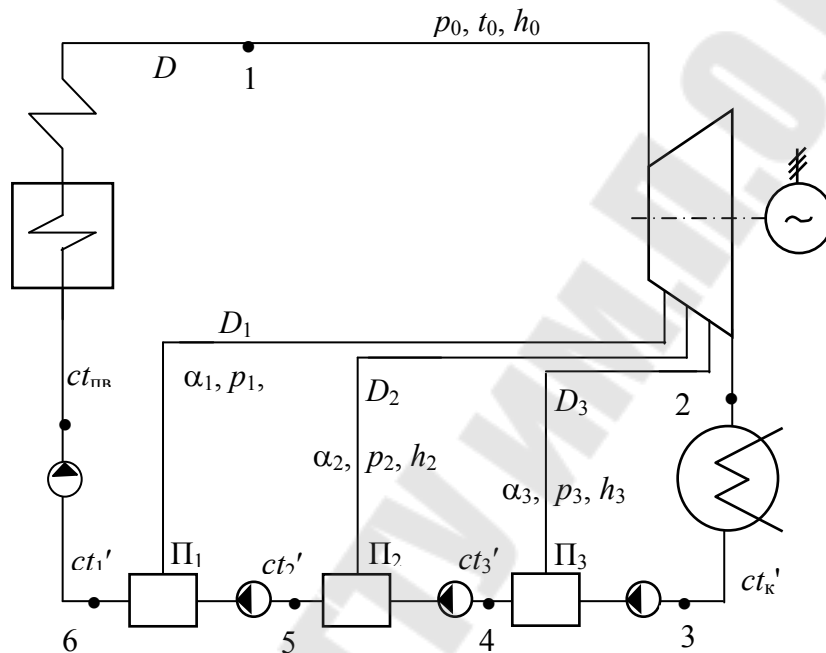 p₀, t₀, h₀
D
1
D₁
ctпв
α₁, p₁,
D₂
D₃
2
α₂, p₂, h₂
α₃, p₃, h₃
ct₁'
П₁
ct₂'
П₂
ct₃'
П₃
ctк'
6
5
4
3
~